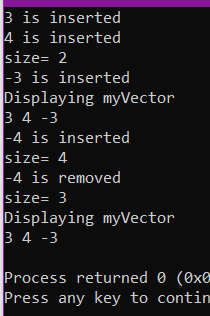 3 is inserted
4 is inserted
size= 2
-3 is inserted
Displaying myVector
3 4 -3
-4 is inserted
size= 4
-4 is removed
size= 3
Displaying myVector
3 4 -3
Process returned 0 (0x0
Press any key to contin